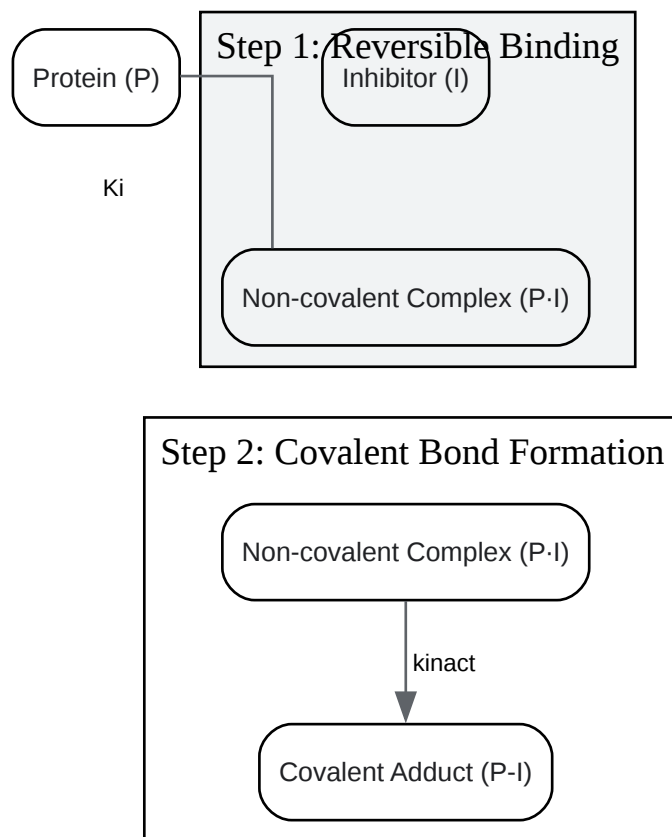 Step 1: Reversible Binding
Protein (P)
Inhibitor (I)
Ki
Non-covalent Complex (P·I)
Step 2: Covalent Bond Formation
Non-covalent Complex (P·I)
kinact
Covalent Adduct (P-I)